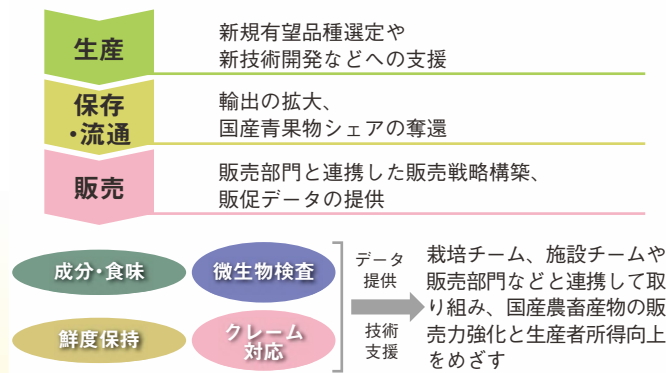 生産
新規有望品種選定や
新技術開発などへの支援
保存
・流通
輸出の拡大、
国産青果物シェアの奪還
販売
販売部門と連携した販売戦略構築、
販促データの提供
成分・食味
微生物検査
鮮度保持
クレーム
対応
データ
提供
技術
支援
栽培チーム、施設チームや
販売部門などと連携して取
り組み、国産農畜産物の販
売力強化と生産者所得向上
をめざす